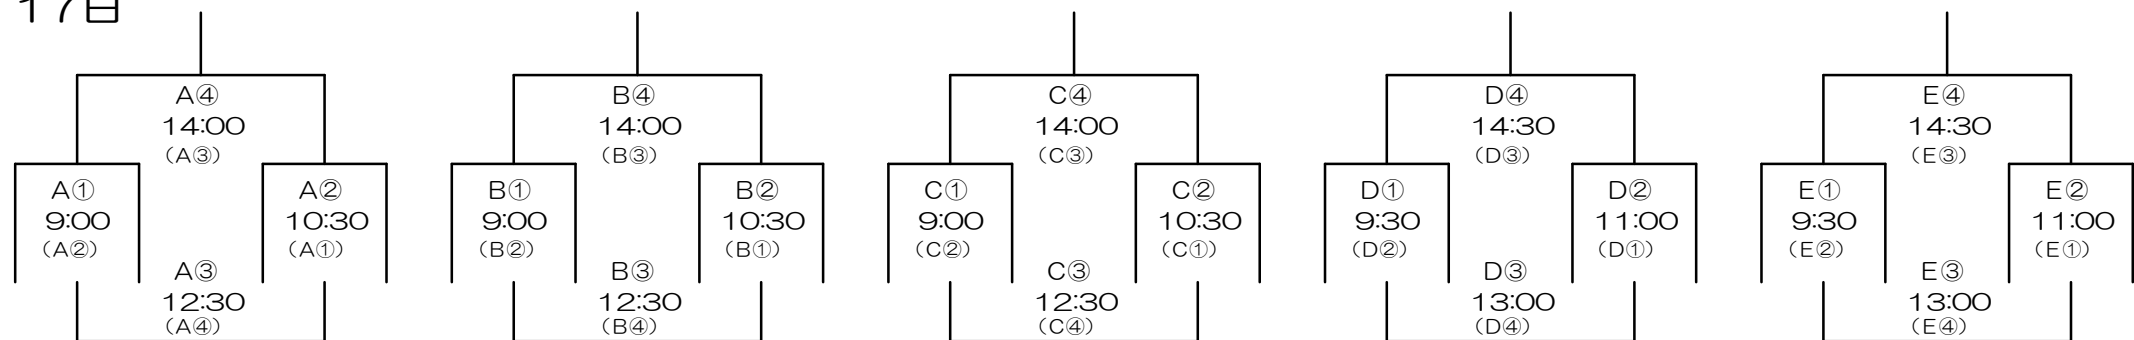 17日
A④
14:00
(A③)
A①
9:00
(A②)
A②
10:30
(A①)
A③
12:30
(A④)
B④
14:00
(B③)
B①
9:00
(B②)
B②
10:30
(B①)
B③
12:30
(B④)
C④
14:00
(C③)
C①
9:00
(C②)
C②
10:30
(C①)
C③
12:30
(C④)
D④
14:30
(D③)
D①
9:30
(D②)
D②
11:00
(D①)
D③
13:00
(D④)
E④
14:30
(E③)
E①
9:30
(E②)
E②
11:00
(E①)
E③
13:00
(E④)